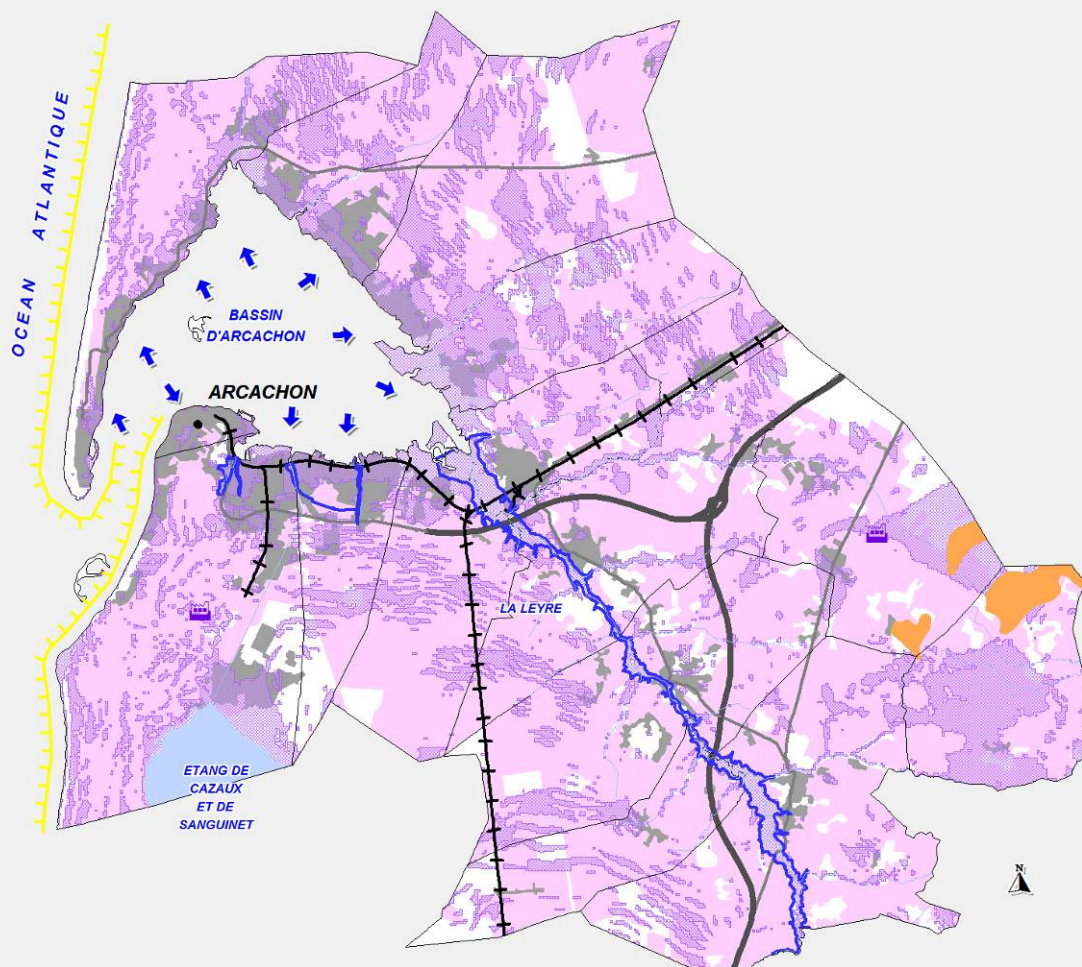 OCEAN ATLANTIQUE
BASSIN
D'ARCACHON
ARCACHON
LA LEYRE
ETANG DE
CAZAUX
ET DE
SANGUINET
N